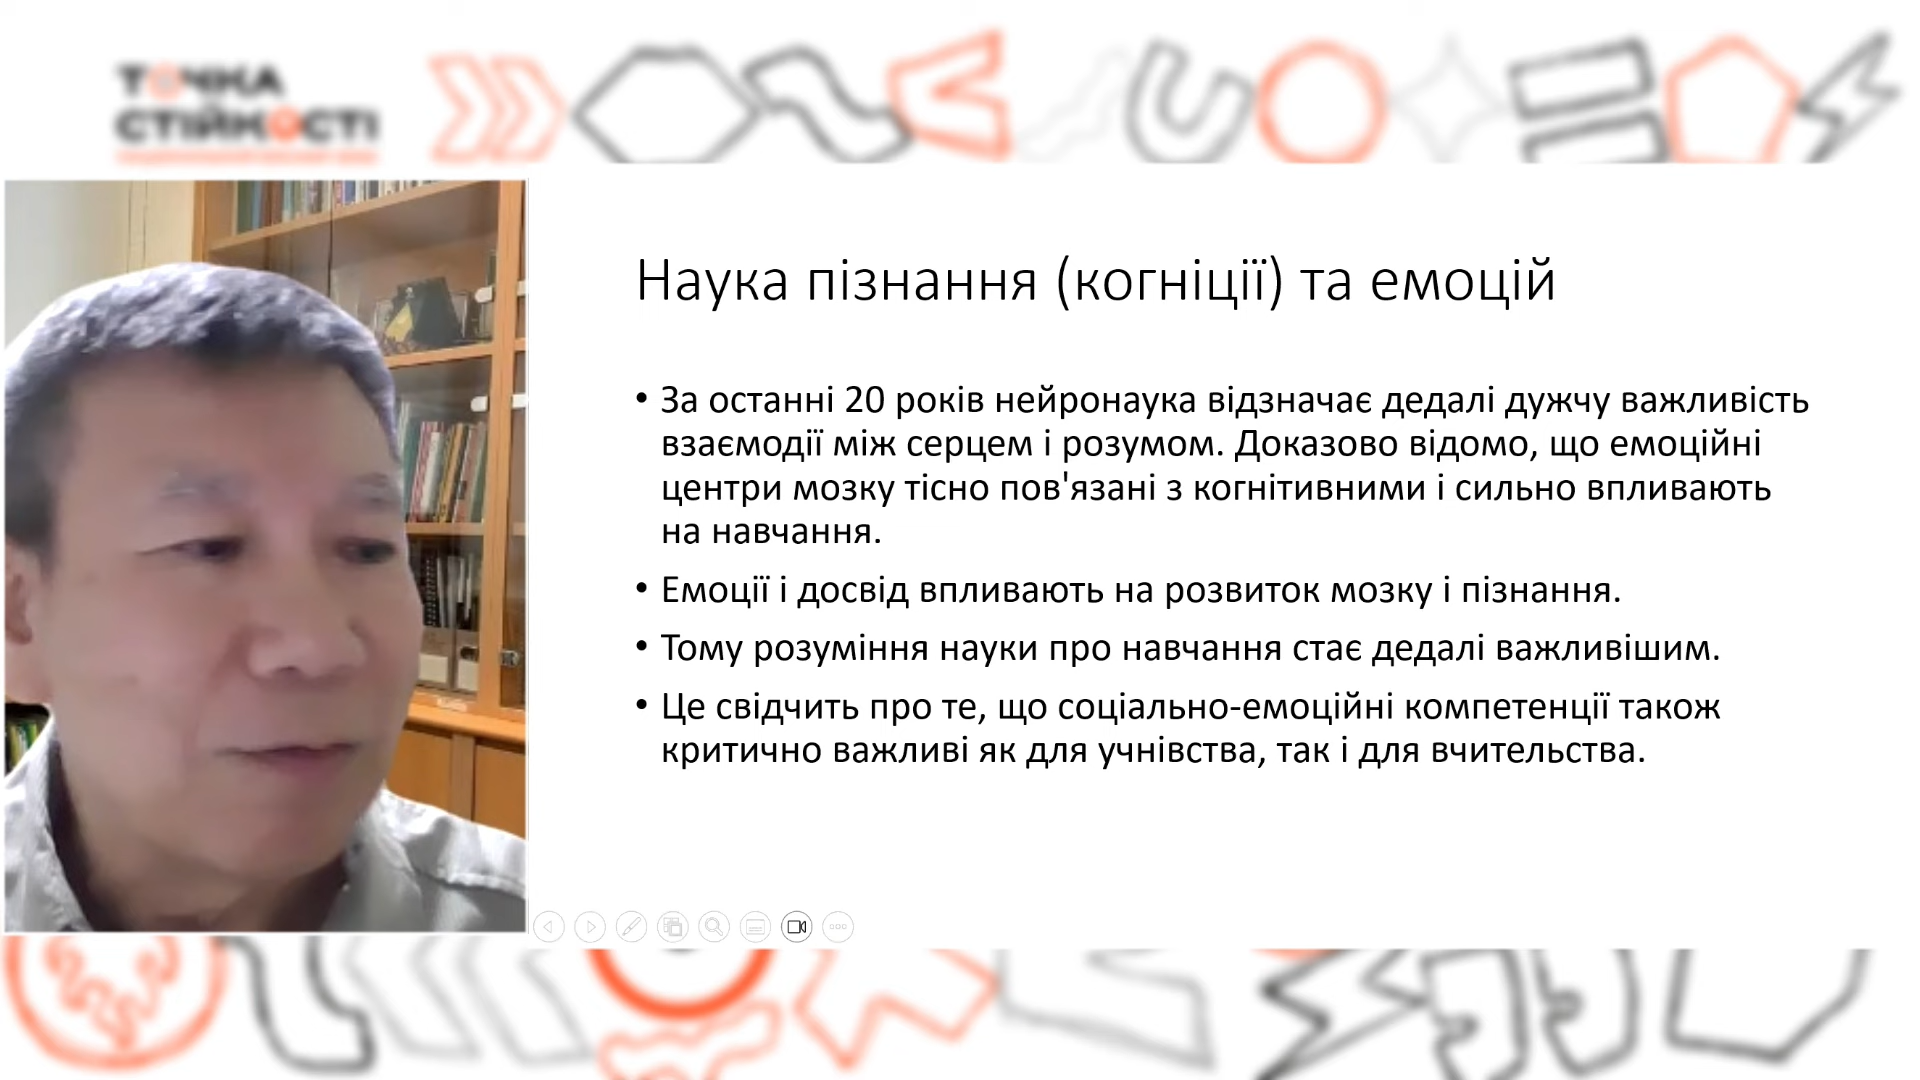 ТОЧКА
СТІЙКОСТІ
Наука пізнання (когніції) та емоцій
• За останні 20 років нейронаука відзначає дедалі дужчу важливість
взаємодії між серцем і розумом. Доказово відомо, що емоційні
центри мозку тісно пов'язані з когнітивними і сильно впливають
на навчання.
• Емоції і досвід впливають на розвиток мозку і пізнання.
• Тому розуміння науки про навчання стає дедалі важливішим.
• Це свідчить про те, що соціально-емоційні компетенції також
критично важливі як для учнівства, так і для вчительства.